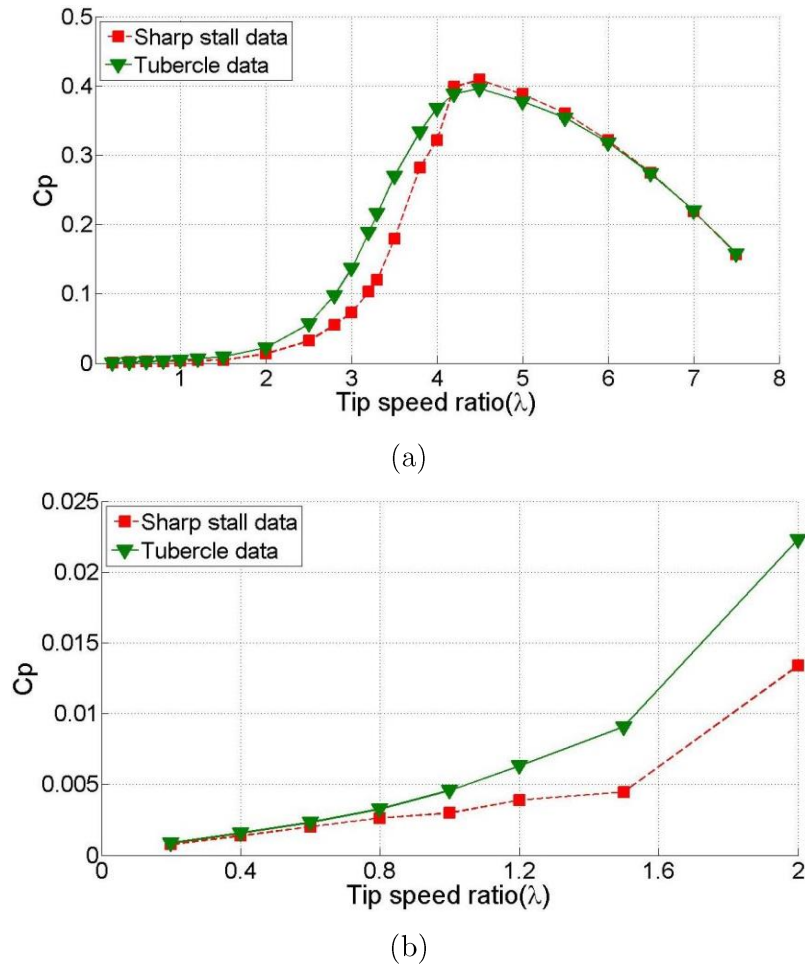 0.5
Sharp stall data
Tubercle data
0.4
0.3
Cp
0.2
0.1
0
1 2 3 4 5 6 7 8
Tip speed ratio(λ)
(a)
0.025
Sharp stall data
Tubercle data
0.02
0.015
Cp
0.01
0.005
0
0 0.4 0.8 1.2 1.6 2
Tip speed ratio(λ)
(b)